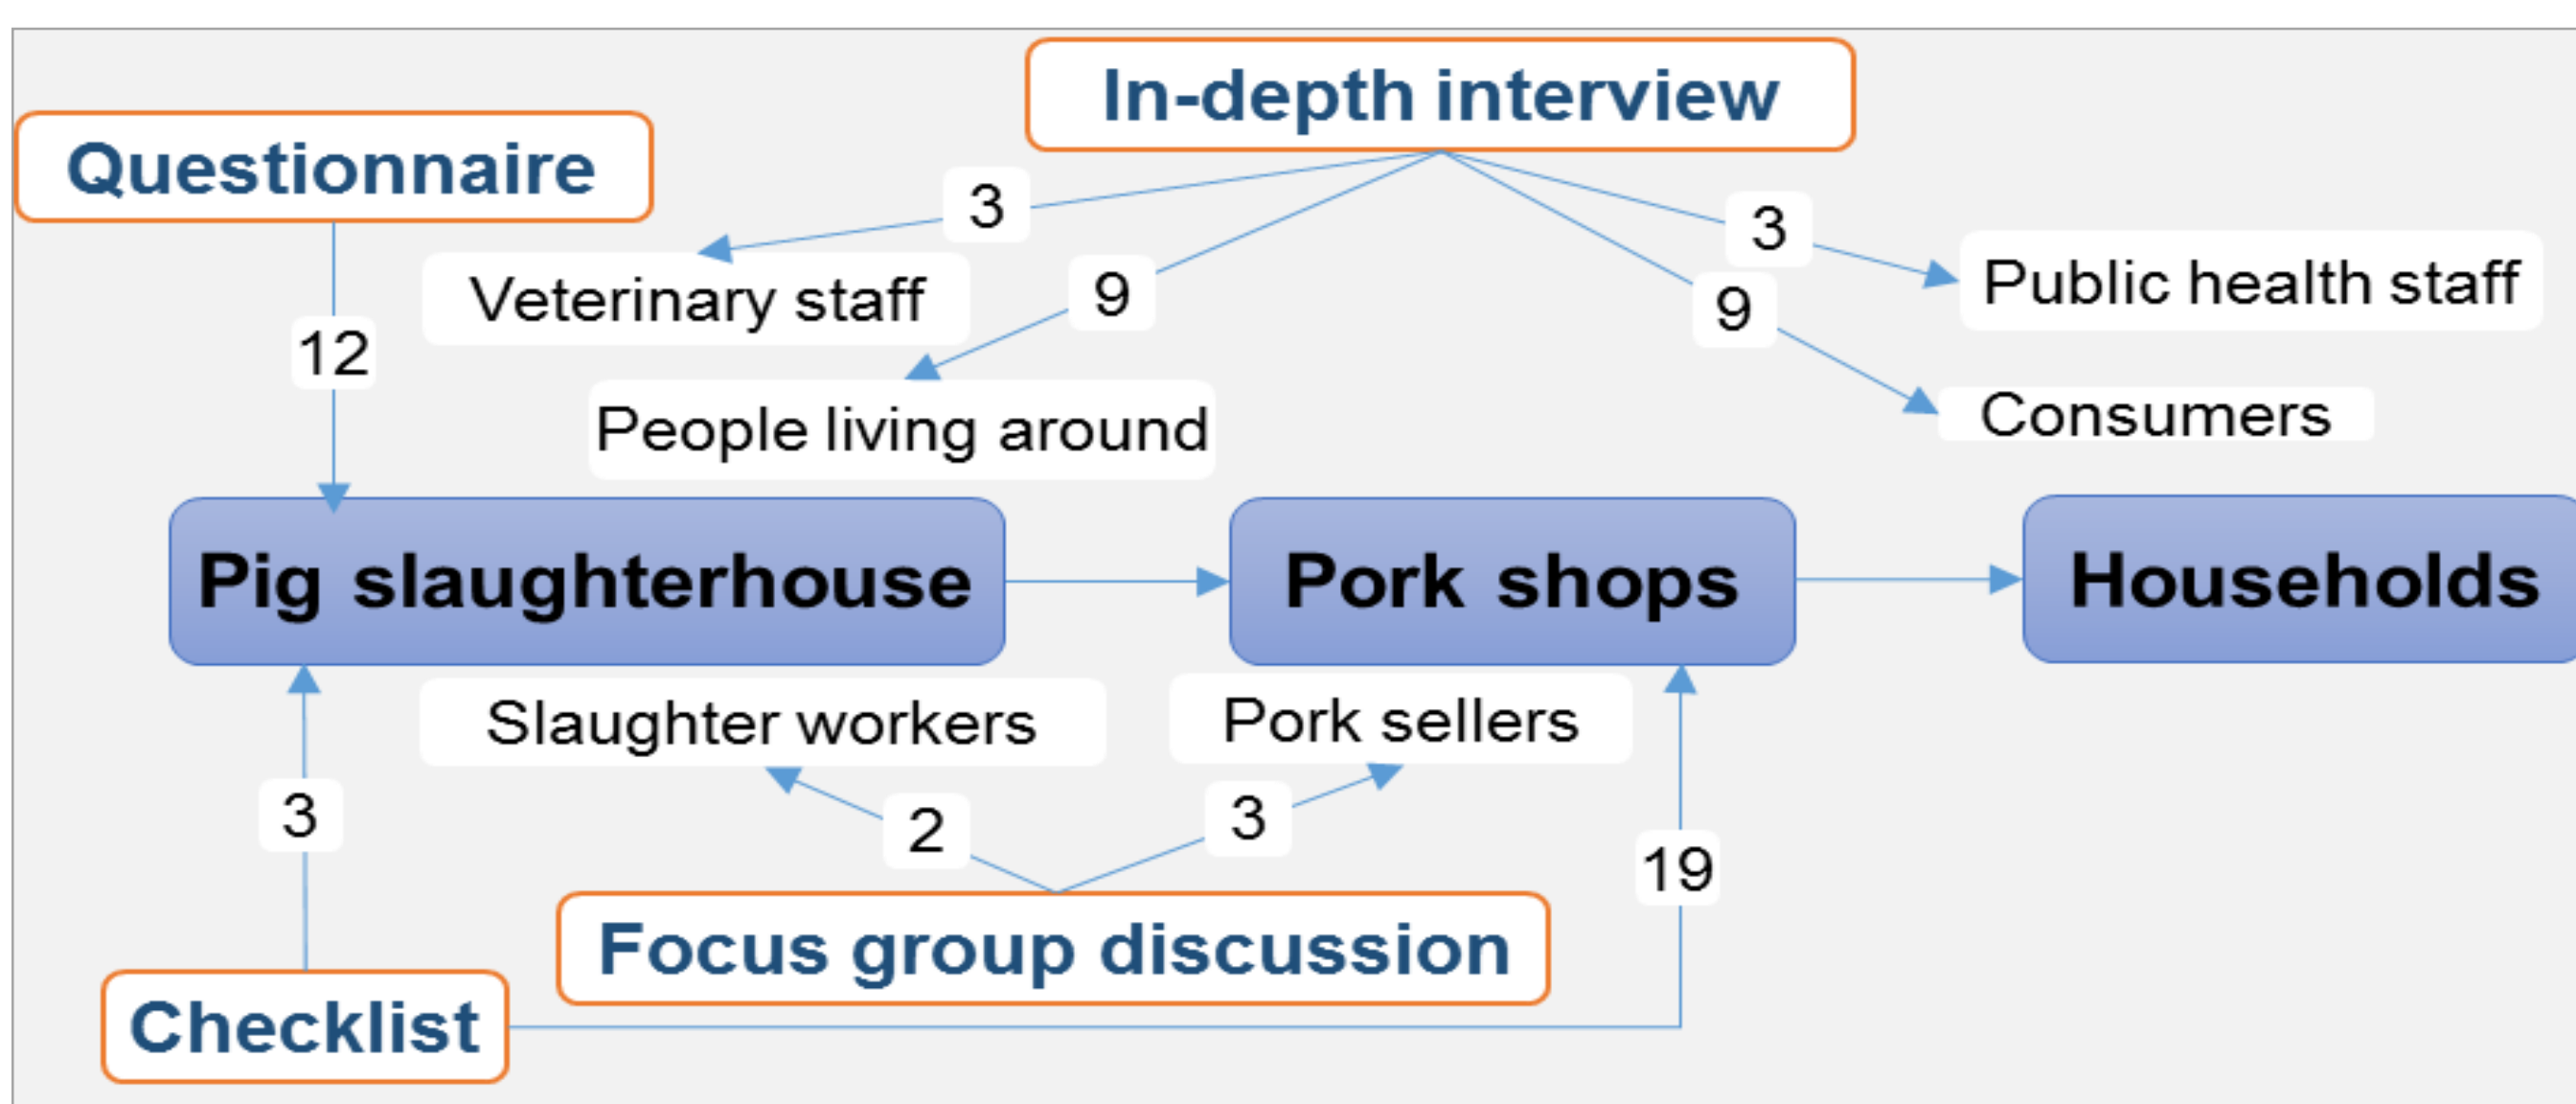 In-depth interview
Questionnaire
3
3
Veterinary staff
9
9
Public health staff
12
People living around
Consumers
Pig slaughterhouse
Pork shops
Households
Slaughter workers
Pork sellers
3
2
3
19
Focus group discussion
Checklist